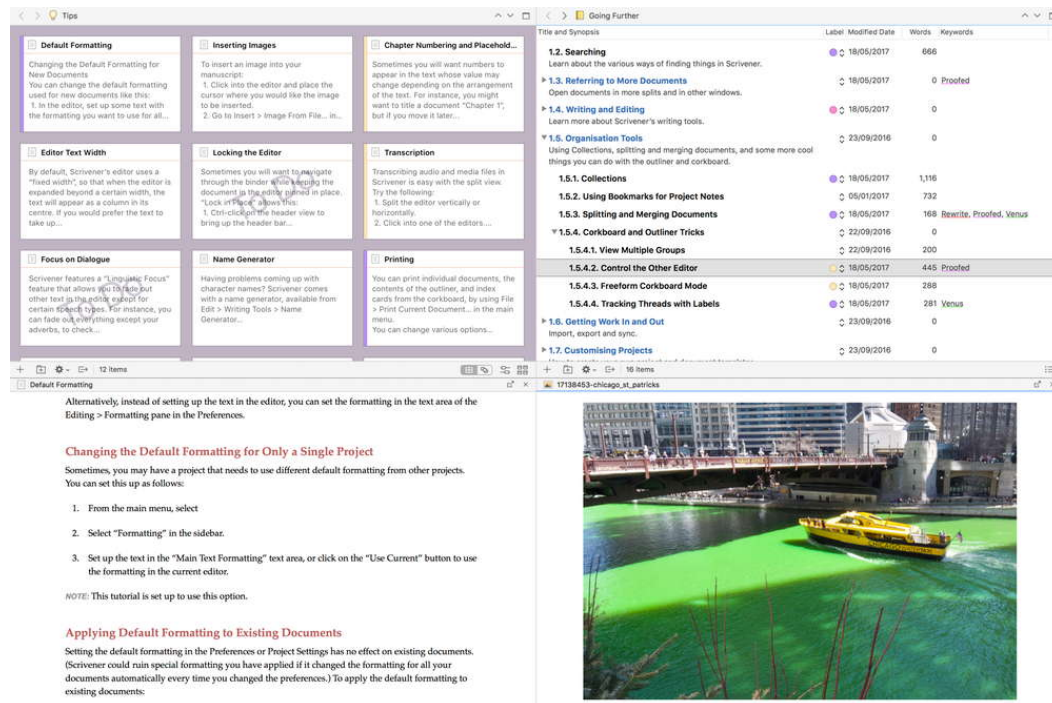 Tips
Default Formatting
Changing the Default Formatting for
New Documents
You can change the default formatting
used for new documents like this:
1. In the editor, set up some text with
the formatting you want to use for all...
Inserting Images
To insert an image into your
manuscript:
1. Click into the editor and place the
cursor where you would like the image
to be inserted.
2. Go to Insert > Image From File... in...
Chapter Numbering and Placehold...
Sometimes you will want numbers to
appear in the text whose value may
change depending on the arrangement
of the text. For instance, you might
want to title a document “Chapter 1”,
but if you move it later...
Editor Text Width
By default, Scrivener's editor uses a
“fixed width”, so that when the editor is
expanded beyond a certain width, the
text will appear as a column in its
centre. If you would prefer the text to
take up...
Locking the Editor
Sometimes you will want to navigate
through the binder while keeping the
document in the editor pinned in place.
“Lock in Place” allows this:
1. Ctrl-click on the header view to
bring up the header bar...
To Do
Transcription
Transcribing audio and media files in
Scrivener is easy with the split view.
Try the following:
1. Split the editor vertically or
horizontally.
2. Click into one of the editors....
Focus on Dialogue
Scrivener features a “Linguistic Focus”
feature that allows you to fade out
other text in the editor except for
certain speech types. For instance, you
can fade out everything except your
adverbs, to check...
To Do
Name Generator
Having problems coming up with
character names? Scrivener comes
with a name generator, available from
Edit > Writing Tools > Name
Generator...
Printing
You can print individual documents, the
contents of the outliner, and index
cards from the corkboard, by using File
> Print Current Document... in the main
menu.
You can change various options...
12 items
Going Further
Title and Synopsis Label Modified Date Words Keywords
1.2. Searching 18/05/2017 666
Learn about the various ways of finding things in Scrivener.
1.3. Referring to More Documents 18/05/2017 0 Proofed
Open documents in more splits and in other windows.
1.4. Writing and Editing 18/05/2017 0
Learn more about Scrivener's writing tools.
1.5. Organisation Tools 23/09/2016 0
Using Collections, splitting and merging documents, and some more cool
things you can do with the outliner and corkboard.
1.5.1. Collections 18/05/2017 1,116
1.5.2. Using Bookmarks for Project Notes 05/01/2017 732
1.5.3. Splitting and Merging Documents 18/05/2017 168 Rewrite, Proofed, Venus
1.5.4. Corkboard and Outliner Tricks 22/09/2016 0
1.5.4.1. View Multiple Groups 22/09/2016 200
1.5.4.2. Control the Other Editor 18/05/2017 445 Proofed
1.5.4.3. Freeform Corkboard Mode 18/05/2017 288
1.5.4.4. Tracking Threads with Labels 18/05/2017 281 Venus
1.6. Getting Work In and Out 23/09/2016 0
Import, export and sync.
1.7. Customising Projects 23/09/2016 0
16 items
Default Formatting
Alternatively, instead of setting up the text in the editor, you can set the formatting in the text area of the
Editing > Formatting pane in the Preferences.
Changing the Default Formatting for Only a Single Project
Sometimes, you may have a project that needs to use different default formatting from other projects.
You can set this up as follows:
1. From the main menu, select
2. Select “Formatting” in the sidebar.
3. Set up the text in the “Main Text Formatting” text area, or click on the “Use Current” button to use
the formatting in the current editor.
NOTE: This tutorial is set up to use this option.
Applying Default Formatting to Existing Documents
Setting the default formatting in the Preferences or Project Settings has no effect on existing documents.
(Scrivener could ruin special formatting you have applied if it changed the formatting for all your
documents automatically every time you changed the preferences.) To apply the default formatting to
existing documents:
17138453-chicago_st_patricks